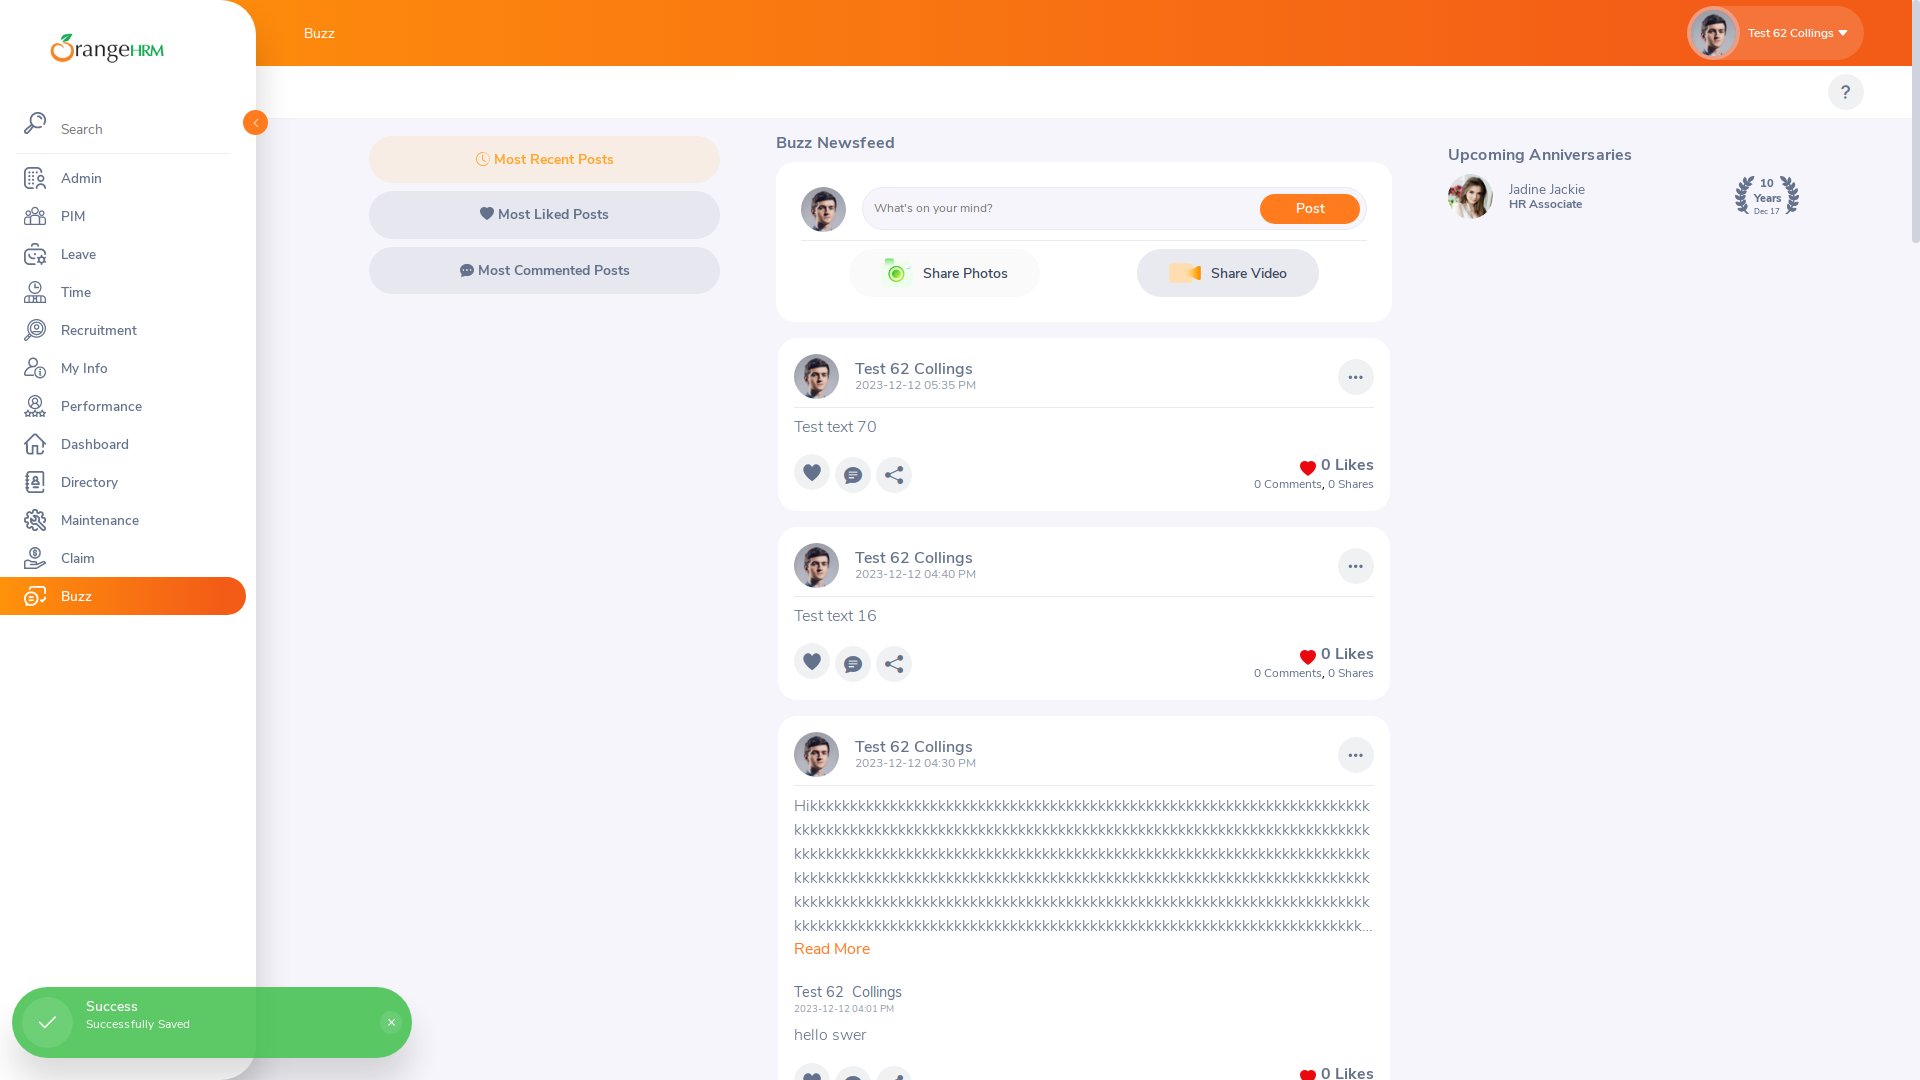 OrangeHRM
Search
Admin
PIM
Leave
Time
Recruitment
My Info
Performance
Dashboard
Directory
Maintenance
Claim
Buzz
Buzz
Test 62 Collings
?
Most Recent Posts
Most Liked Posts
Most Commented Posts
Buzz Newsfeed
What's on your mind?
Post
Share Photos
Share Video
Test 62 Collings
2023-12-12 05:35 PM
Test text 70
0 Likes
0 Comments, 0 Shares
Test 62 Collings
2023-12-12 04:40 PM
Test text 16
0 Likes
0 Comments, 0 Shares
Test 62 Collings
2023-12-12 04:30 PM
Hikkkkkkkkkkkkkkkkkkkkkkkkkkkkkkkkkkkkkkkkkkkkkkkkkkkkkkkkkkkkkkkkkkkkkk
kkkkkkkkkkkkkkkkkkkkkkkkkkkkkkkkkkkkkkkkkkkkkkkkkkkkkkkkkkkkkkkkkkkkkkkk
kkkkkkkkkkkkkkkkkkkkkkkkkkkkkkkkkkkkkkkkkkkkkkkkkkkkkkkkkkkkkkkkkkkkkkkk
kkkkkkkkkkkkkkkkkkkkkkkkkkkkkkkkkkkkkkkkkkkkkkkkkkkkkkkkkkkkkkkkkkkkkkkk
kkkkkkkkkkkkkkkkkkkkkkkkkkkkkkkkkkkkkkkkkkkkkkkkkkkkkkkkkkkkkkkkkkkkkkkk
kkkkkkkkkkkkkkkkkkkkkkkkkkkkkkkkkkkkkkkkkkkkkkkkkkkkkkkkkkkkkkkkkkkkkkk...
Read More
Test 62 Collings
2023-12-12 04:01 PM
hello swer
0 Likes
Upcoming Anniversaries
Jadine Jackie
HR Associate
10
Years
Dec 17
Success
Successfully Saved